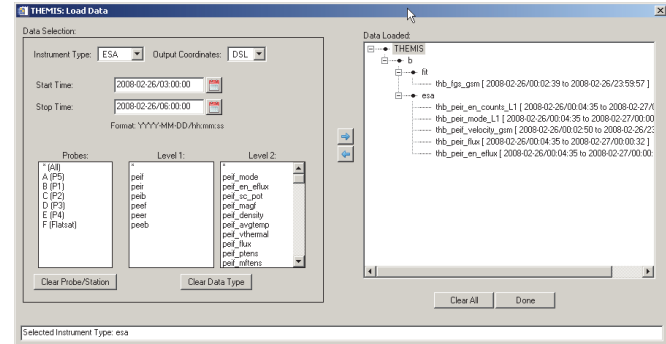 THEMIS: Load Data
Data Selection:
Instrument Type: ESA Output Coordinates: DSL
Start Time: 2008-02-26/03:00:00
Stop Time: 2008-02-26/06:00:00
Format: YYYY-MM-DD/hh:mm:ss
Probes:
* (All)
A (P5)
B (P1)
C (P2)
D (P3)
E (P4)
F (Flatsat)
Level 1:
*
peif
peir
peib
peef
peer
peeb
Level 2:
*
peif_mode
peif_en_eflux
peif_sc_pot
peif_magf
peif_density
peif_avgtemp
peif_vthermal
peif_flux
peif_ptens
peif_mftens
Clear Probe/Station Clear Data Type
Data Loaded:
THEMIS
b
fit
thb_fgs_gsm [ 2008-02-26/00:02:39 to 2008-02-26/23:59:57 ]
esa
thb_peir_en_counts_L1 [ 2008-02-26/00:04:35 to 2008-02-27/0
thb_peir_mode_L1 [ 2008-02-26/00:04:35 to 2008-02-27/00:00
thb_peif_velocity_gsm [ 2008-02-26/00:02:50 to 2008-02-26/23
thb_peir_flux [ 2008-02-26/00:04:35 to 2008-02-27/00:00:32 ]
thb_peir_en_eflux [ 2008-02-26/00:04:35 to 2008-02-27/00:00:
Clear All Done
Selected Instrument Type: esa